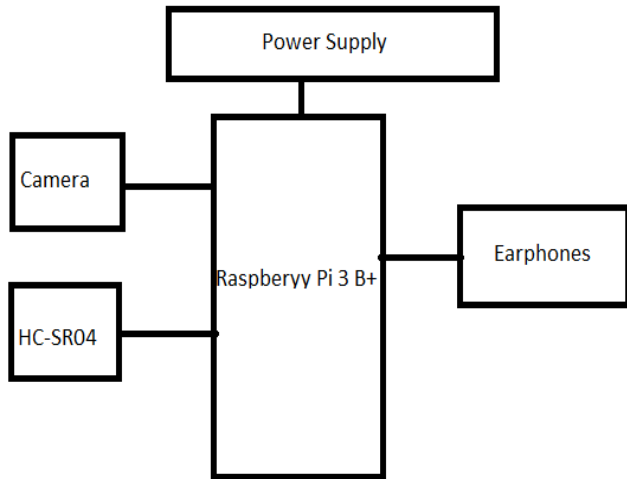 Power Supply
Camera
Raspberyy Pi 3 B+
Earphones
HC-SR04